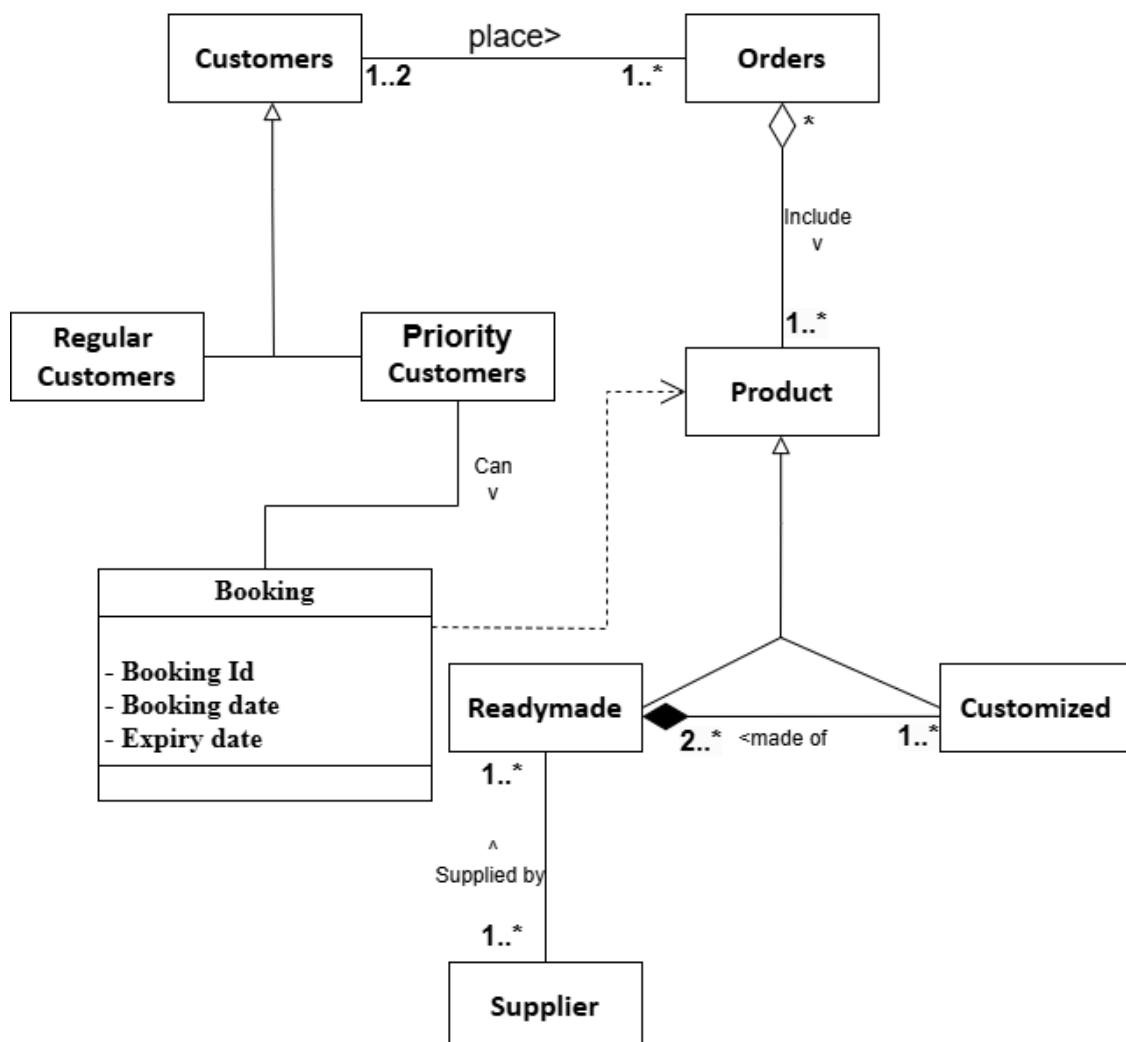 Customers
place>
1..2
1..*
Orders
*
Include
v
1..*
Regular
Customers
Priority
Customers
Product
Can
v
Booking
- Booking Id
- Booking date
- Expiry date
Readymade
2..*
<made of
1..*
Customized
1..*
^
Supplied by
1..*
Supplier